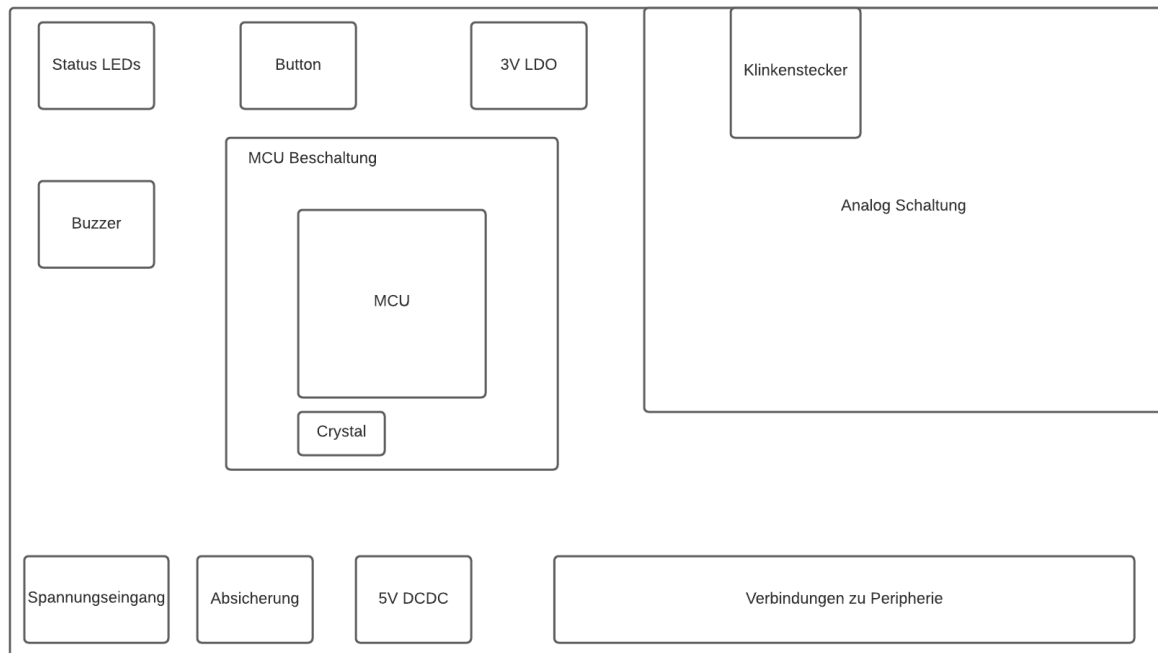 Status LEDs
Button
3V LDO
Klinkenstecker
MCU Beschaltung
Analog Schaltung
Buzzer
MCU
Crystal
Spannungseingang
Absicherung
5V DCDC
Verbindungen zu Peripherie